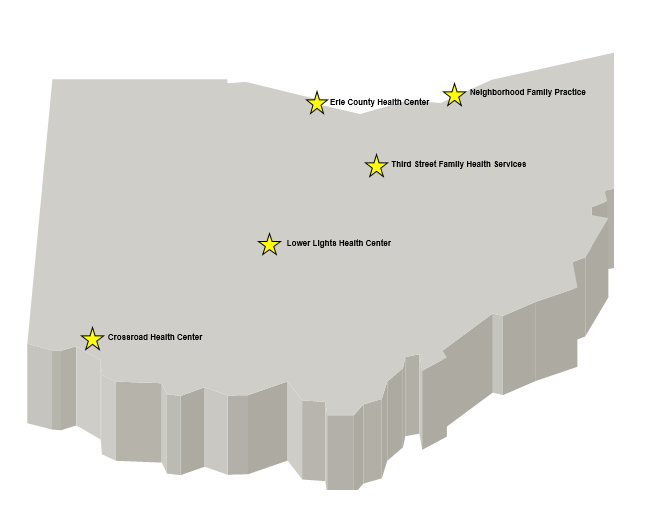 Neighborhood Family Practice
Erie County Health Center
Third Street Family Health Services
Lower Lights Health Center
Crossroad Health Center